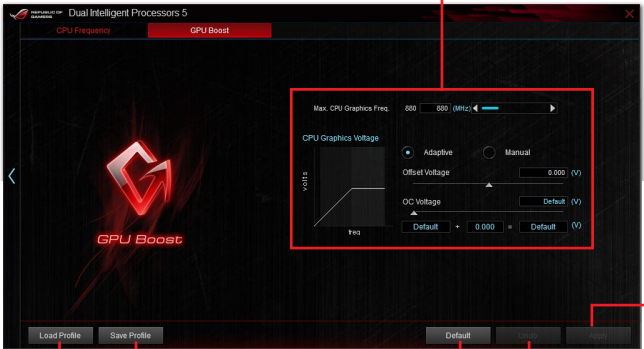 REPUBLIC OF GAMERS Dual Intelligent Processors 5
CPU Frequency GPU Boost
Max. CPU Graphics Freq. 880 880 (MHz)
CPU Graphics Voltage
Adaptive Manual
volts
Offset Voltage 0.000 (V)
OC Voltage Default (V)
Default + 0.000 = Default (V)
freq
GPU Boost
Load Profile Save Profile Default Undo Apply